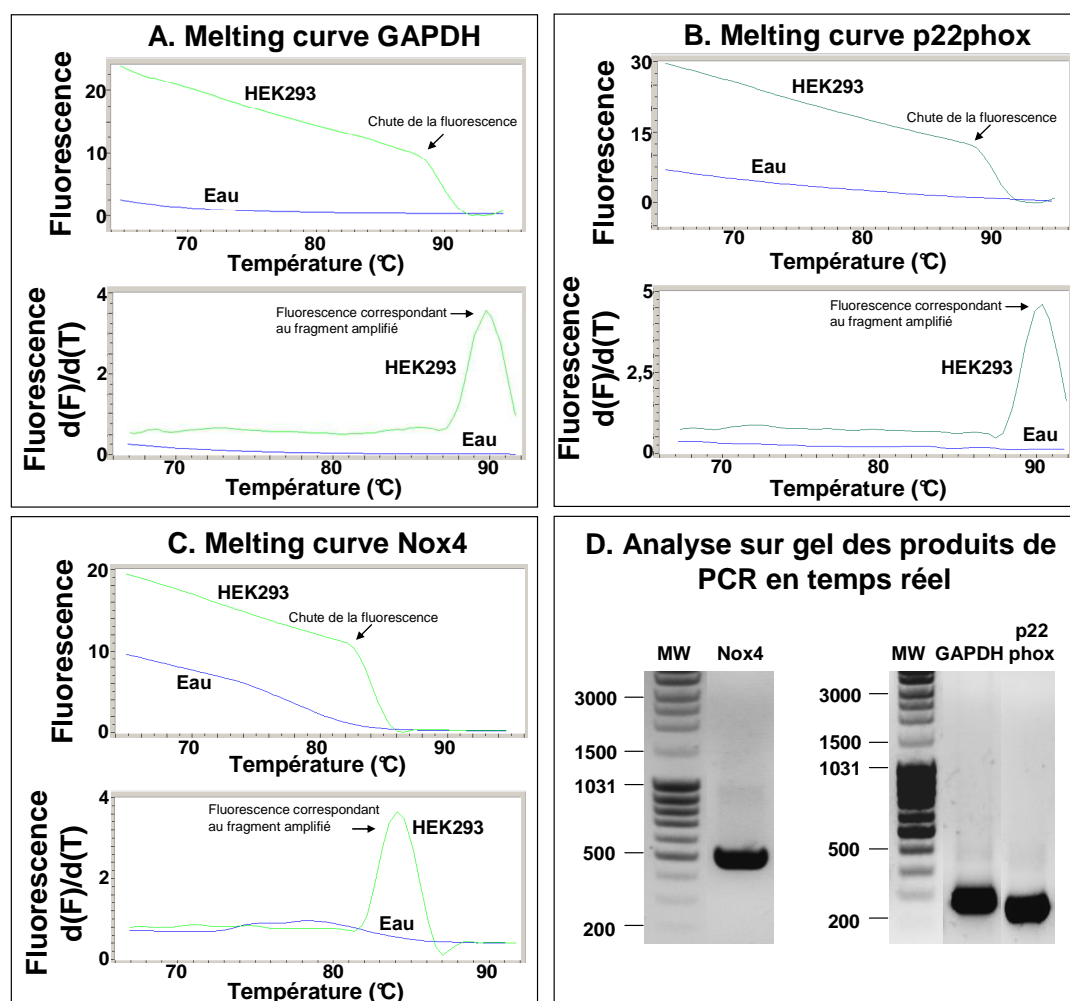 A. Melting curve GAPDH
Fluorescence
20
10
0
HEK293
Chute de la fluorescence
Eau
70 80 90
Température (°C)
Fluorescence
d(F)/d(T)
4
2
0
Fluorescence correspondant
au fragment amplifié
HEK293
Eau
70 80 90
Température (°C)
B. Melting curve p22phox
Fluorescence
30
15
0
HEK293
Chute de la fluorescence
Eau
70 80 90
Température (°C)
Fluorescence
d(F)/d(T)
5
2,5
0
Fluorescence correspondant
au fragment amplifié
HEK293
Eau
70 80 90
Température (°C)
C. Melting curve Nox4
Fluorescence
20
10
0
HEK293
Chute de la fluorescence
Eau
70 80 90
Température (°C)
Fluorescence
d(F)/d(T)
4
2
0
Fluorescence correspondant
au fragment amplifié
HEK293
Eau
70 80 90
Température (°C)
D. Analyse sur gel des produits de
PCR en temps réel
MW Nox4
3000
1500
1031
500
200
p22
MW GAPDH phox
3000
1500
1031
500
200